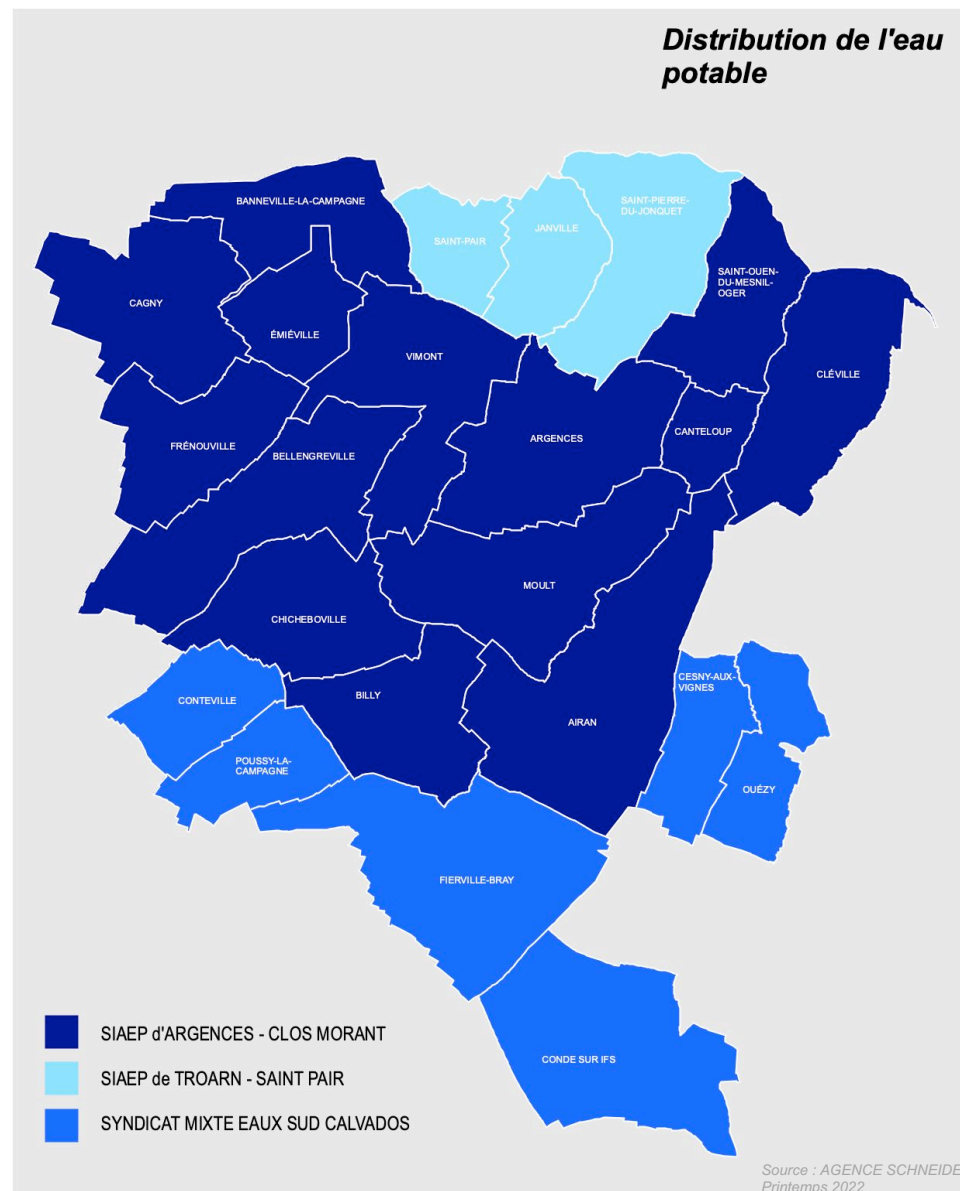 Distribution de l'eau
potable
BANNEVILLE-LA-CAMPAGNE
SAINT-PIERRE-
DU-JONQUET
SAINT-PAIR
JANVILLE
SAINT-OUEN-
DU-MESNIL-
OGER
CAGNY
ÉMIÉVILLE
VIMONT
CLÉVILLE
FRÉNOUVILLE
BELLENGREVILLE
ARGENCES
CANTELOUP
MOULT
CHICHEBOVILLE
CESNY-AUX-
VIGNES
CONTEVILLE
BILLY
AIRAN
POUSSY-LA-
CAMPAGNE
OUÉZY
FIERVILLE-BRAY
CONDE SUR IFS
SIAEP d'ARGENCES - CLOS MORANT
SIAEP de TROARN - SAINT PAIR
SYNDICAT MIXTE EAUX SUD CALVADOS
Source : AGENCE SCHNEIDE
Printemps 2022